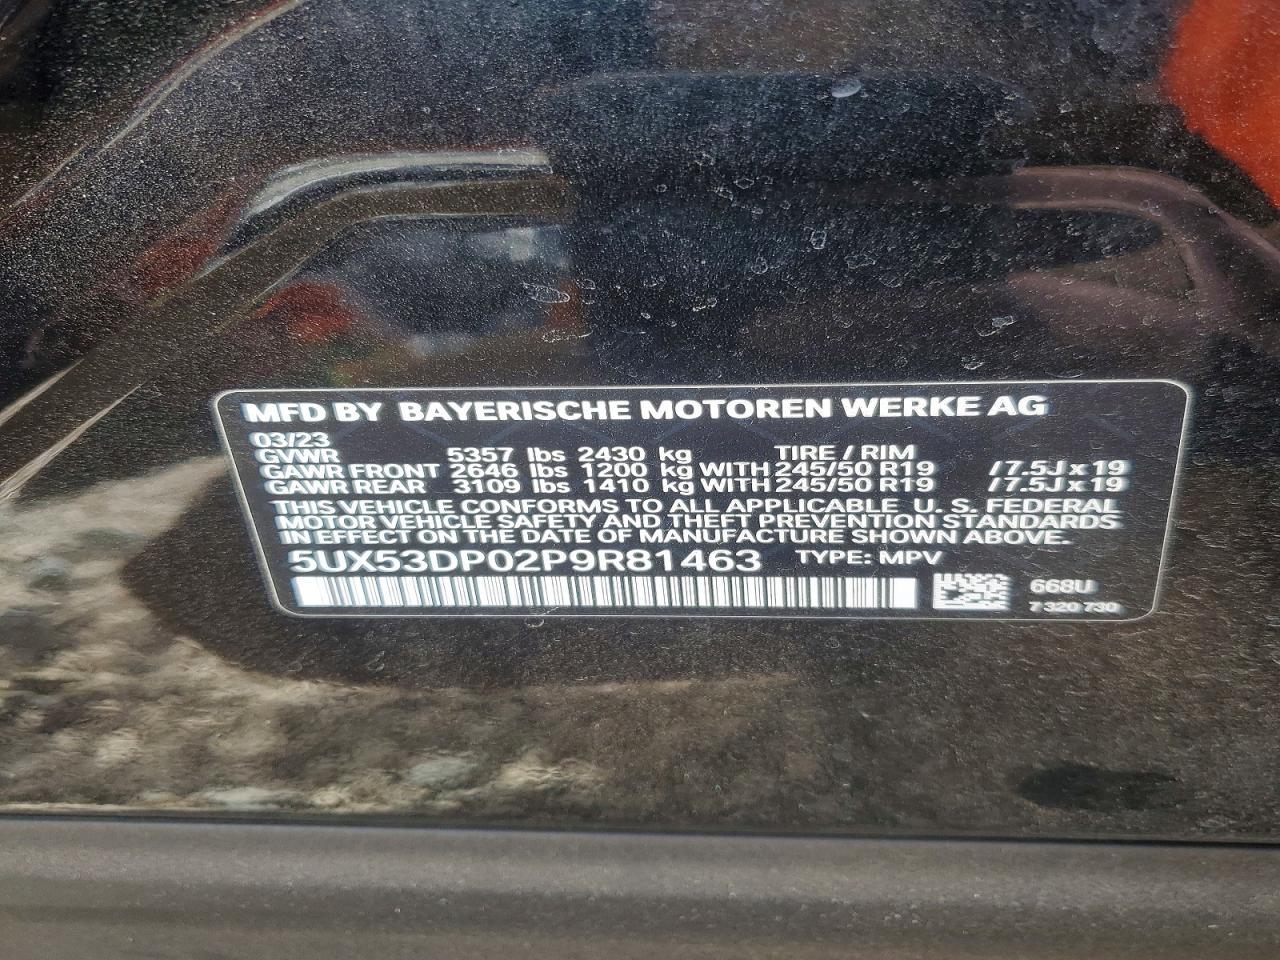 MFD BY BAYERISCHE MOTOREN WERKE AG
03/23
GVWR 5357 lbs 2430 kg TIRE / RIM
GAWR FRONT 2646 lbs 1200 kg WITH 245/50 R19 / 7.5J x 19
GAWR REAR 3109 lbs 1410 kg WITH 245/50 R19 / 7.5J x 19
THIS VEHICLE CONFORMS TO ALL APPLICABLE U. S. FEDERAL
MOTOR VEHICLE SAFETY AND THEFT PREVENTION STANDARDS
IN EFFECT ON THE DATE OF MANUFACTURE SHOWN ABOVE.
5UX53DP02P9R81463 TYPE: MPV
668U
7 320 730